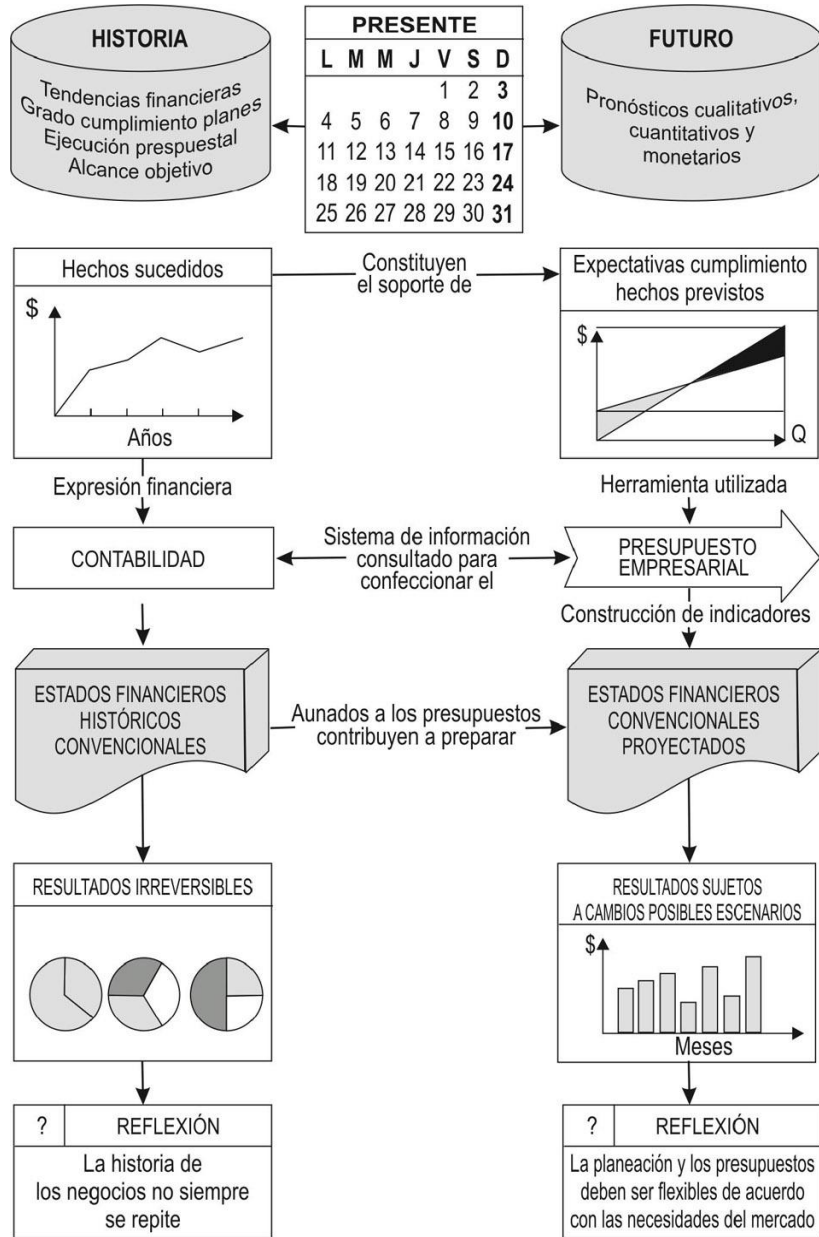 HISTORIA
Tendencias financieras
Grado cumplimiento planes
Ejecución prespuestal
Alcance objetivo
PRESENTE
L M M J V S D
1 2 3
4 5 6 7 8 9 10
11 12 13 14 15 16 17
18 19 20 21 22 23 24
25 26 27 28 29 30 31
FUTURO
Pronósticos cualitativos,
cuantitativos y
monetarios
Hechos sucedidos
$
Años
Constituyen
el soporte de
Expectativas cumplimiento
hechos previstos
$
Q
Expresión financiera
Herramienta utilizada
CONTABILIDAD
Sistema de información
consultado para
confeccionar el
PRESUPUESTO
EMPRESARIAL
Construcción de indicadores
ESTADOS FINANCIEROS
HISTÓRICOS
CONVENCIONALES
Aunados a los presupuestos
contribuyen a preparar
ESTADOS FINANCIEROS
CONVENCIONALES
PROYECTADOS
RESULTADOS IRREVERSIBLES
RESULTADOS SUJETOS
A CAMBIOS POSIBLES ESCENARIOS
$
Meses
? REFLEXIÓN
La historia de
los negocios no siempre
se repite
? REFLEXIÓN
La planeación y los presupuestos
deben ser flexibles de acuerdo
con las necesidades del mercado